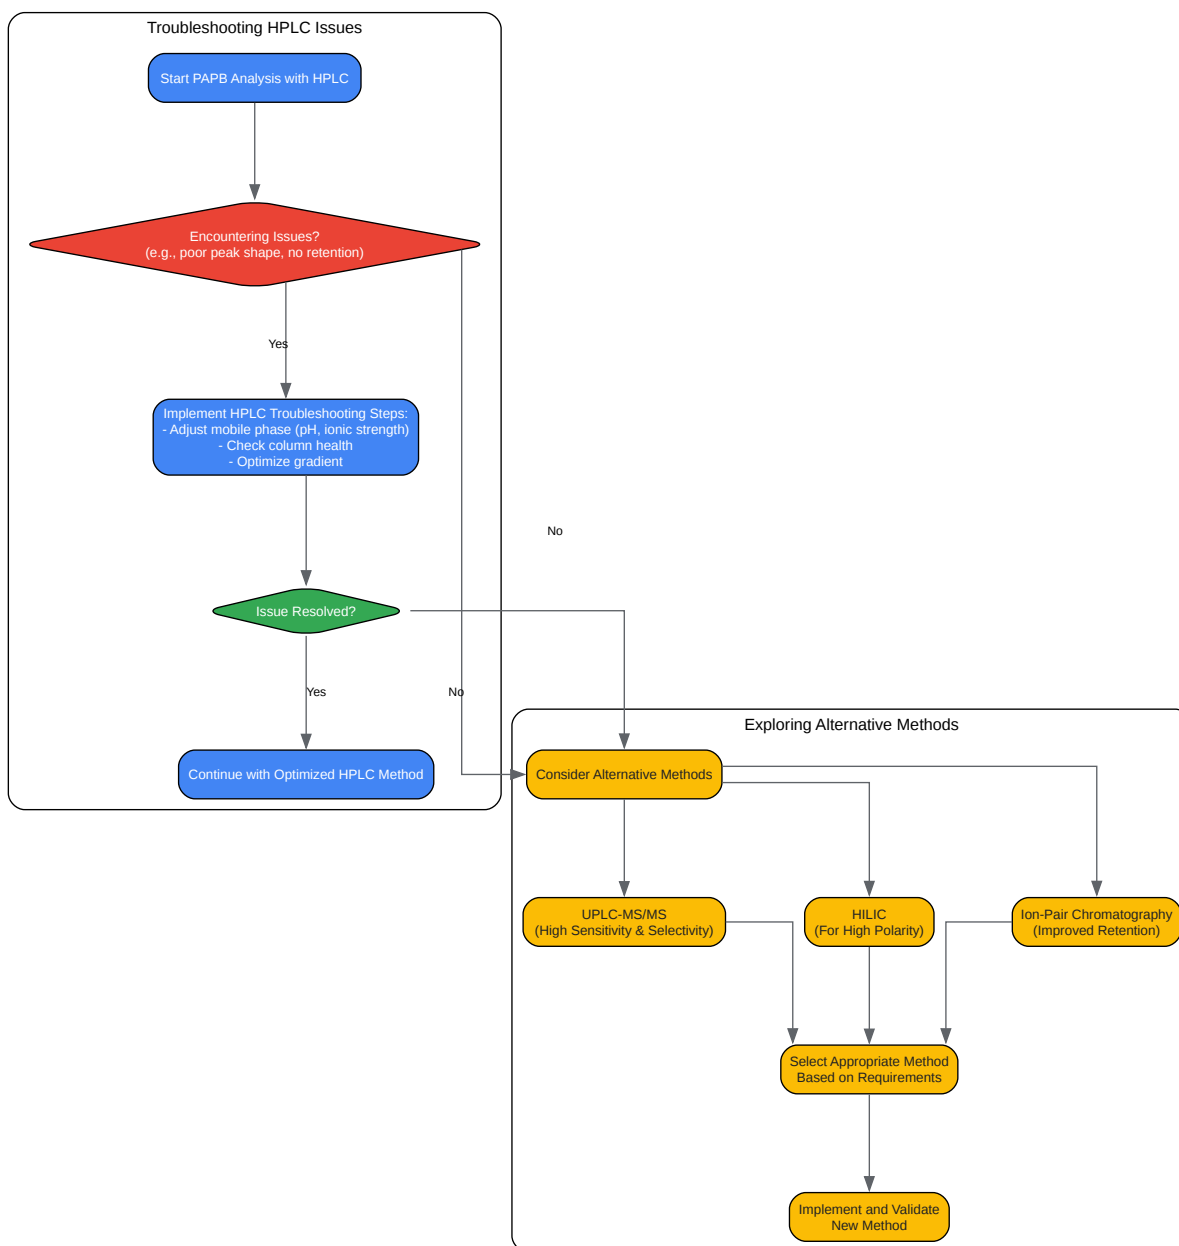 Troubleshooting HPLC Issues
Start PAPB Analysis with HPLC
Encountering Issues?
(e.g., poor peak shape, no retention)
Yes
Implement HPLC Troubleshooting Steps:
- Adjust mobile phase (pH, ionic strength)
- Check column health
- Optimize gradient
No
Issue Resolved?
Yes
No
Continue with Optimized HPLC Method
Exploring Alternative Methods
Consider Alternative Methods
UPLC-MS/MS
(High Sensitivity & Selectivity)
HILIC
(For High Polarity)
Ion-Pair Chromatography
(Improved Retention)
Select Appropriate Method
Based on Requirements
Implement and Validate
New Method